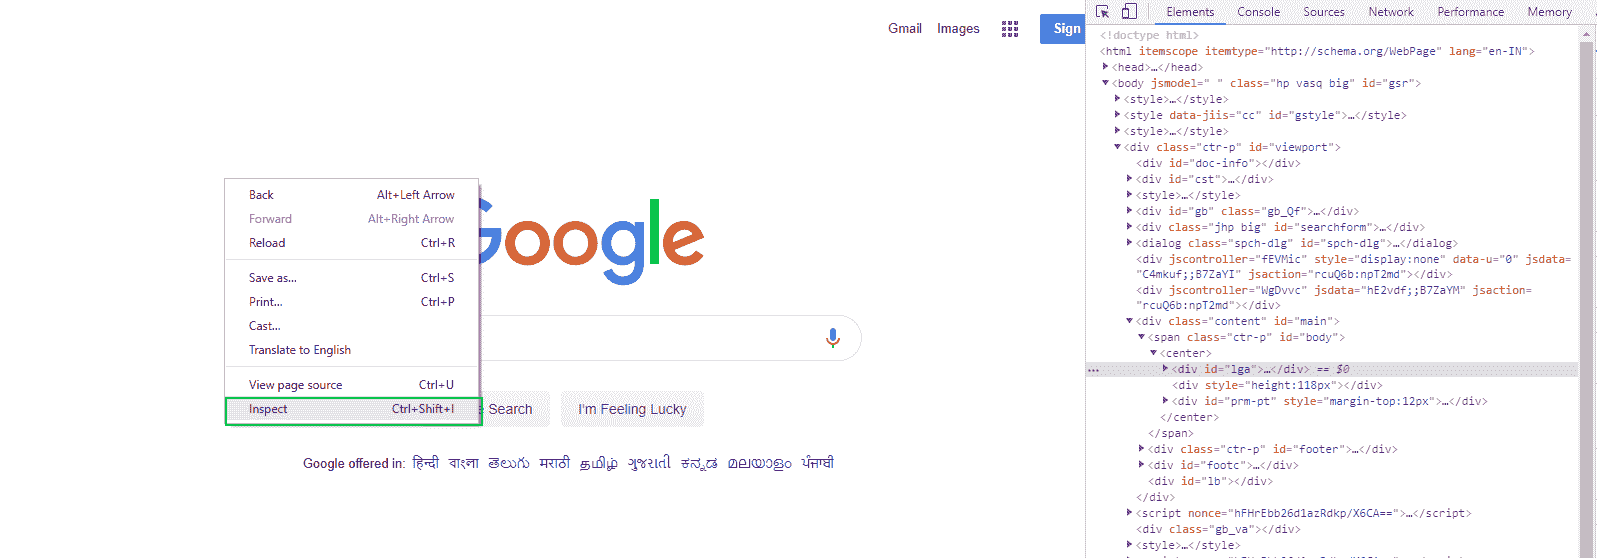 Gmail Images Sign
Back Alt+Left Arrow
Forward Alt+Right Arrow
Reload Ctrl+R
Save as... Ctrl+S
Print... Ctrl+P
Cast...
Translate to English
View page source Ctrl+U
Inspect Ctrl+Shift+I
Google
Search I'm Feeling Lucky
Google offered in: हिन्दी বাংলা తెలుగు मराठी தமிழ் ગુજરાતી ಕನ್ನಡ മലയാളം ਪੰਜਾਬੀ
Elements Console Sources Network Performance Memory
<!doctype html>
<html itemscope itemtype="http://schema.org/WebPage" lang="en-IN">
<head>…</head>
<body jsmodel=" " class="hp vasq big" id="gsr">
<style>…</style>
<style data-jiis="cc" id="gstyle">…</style>
<style>…</style>
<div class="ctr-p" id="viewport">
<div id="doc-info"></div>
<div id="cst">…</div>
<style>…</style>
<div id="gb" class="gb_Qf">…</div>
<div class="jhp big" id="searchform">…</div>
<dialog class="spch-dlg" id="spch-dlg">…</dialog>
<div jscontroller="fEVMic" style="display:none" data-u="0" jsdata=
"C4mkuf;;B7ZaYI" jsaction="rcuQ6b:npT2md"></div>
<div jscontroller="WgDvvc" jsdata="hE2vdf;;B7ZaYM" jsaction=
"rcuQ6b:npT2md"></div>
<div class="content" id="main">
<span class="ctr-p" id="body">
<center>
… <div id="lga">…</div> == $0
<div style="height:118px"></div>
<div id="prm-pt" style="margin-top:12px">…</div>
</center>
</span>
<div class="ctr-p" id="footer">…</div>
<div id="footc">…</div>
<div id="lb"></div>
</div>
<script nonce="hFHrEbb26d1azRdkp/X6CA==">…</script>
<div class="gb_va"></div>
<style>…</style>